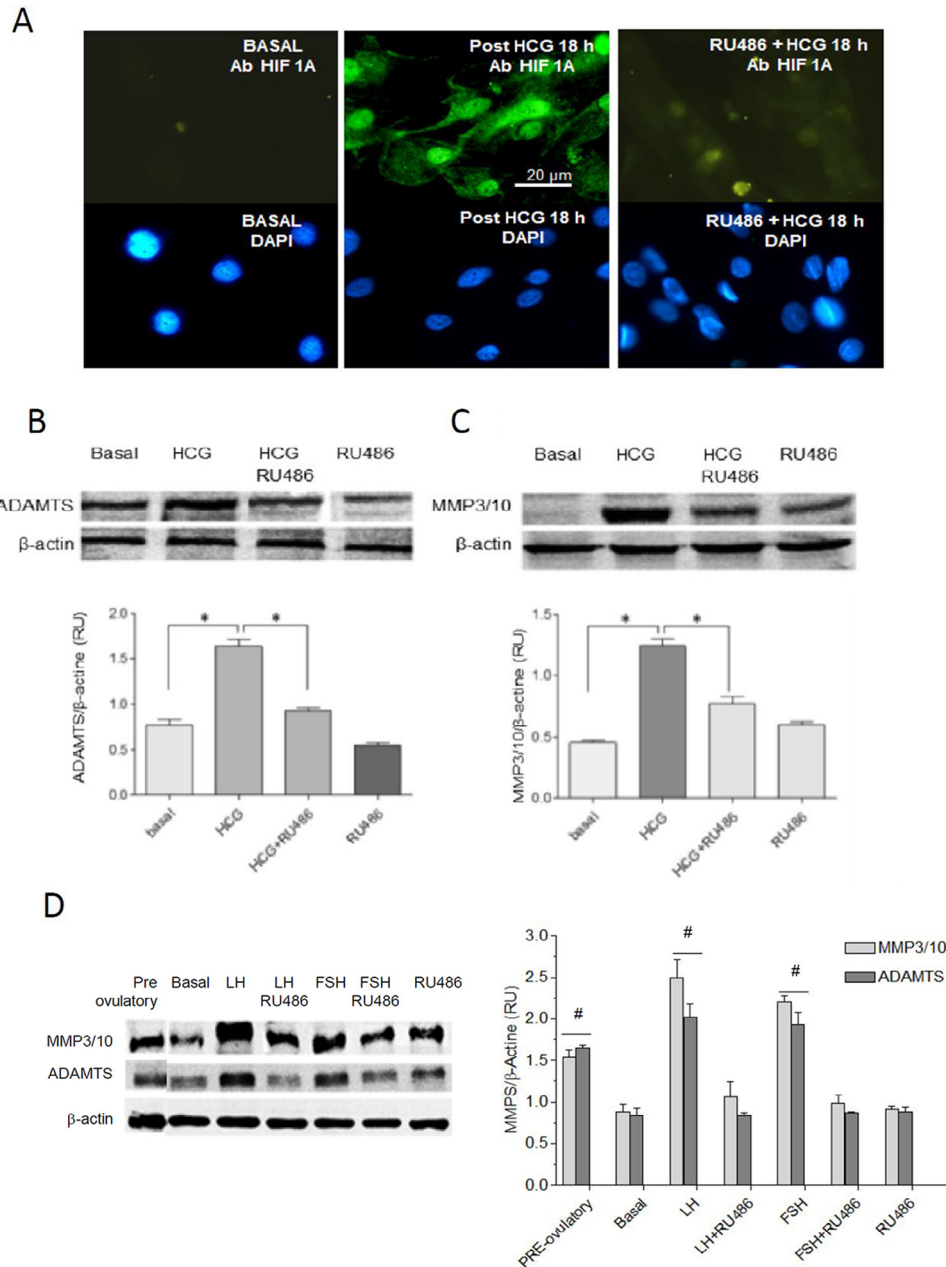 A
BASAL
Ab HIF 1A
Post HCG 18 h
Ab HIF 1A
20 µm
RU486 + HCG 18 h
Ab HIF 1A
BASAL
DAPI
Post HCG 18 h
DAPI
RU486 + HCG 18 h
DAPI
B
Basal HCG HCG RU486
RU486
ADAMTS
β-actin
2.0
1.5
1.0
0.5
0.0
ADAMTS/β-actine (RU)
* *
basal HCG HCG+RU486 RU486
C
Basal HCG HCG RU486
RU486
MMP3/10
β-actin
1.5
1.0
0.5
0.0
MMP3/10/β-actine (RU)
* *
basal HCG HCG+RU486 RU486
D
Pre Basal LH LH FSH FSH RU486
ovulatory RU486 RU486
MMP3/10
ADAMTS
β-actin
3.0
2.5
2.0
1.5
1.0
0.5
0.0
MMPS/β-Actine (RU)
# # #
MMP3/10
ADAMTS
PRE-ovulatory Basal LH LH+RU486 FSH FSH+RU486 RU486